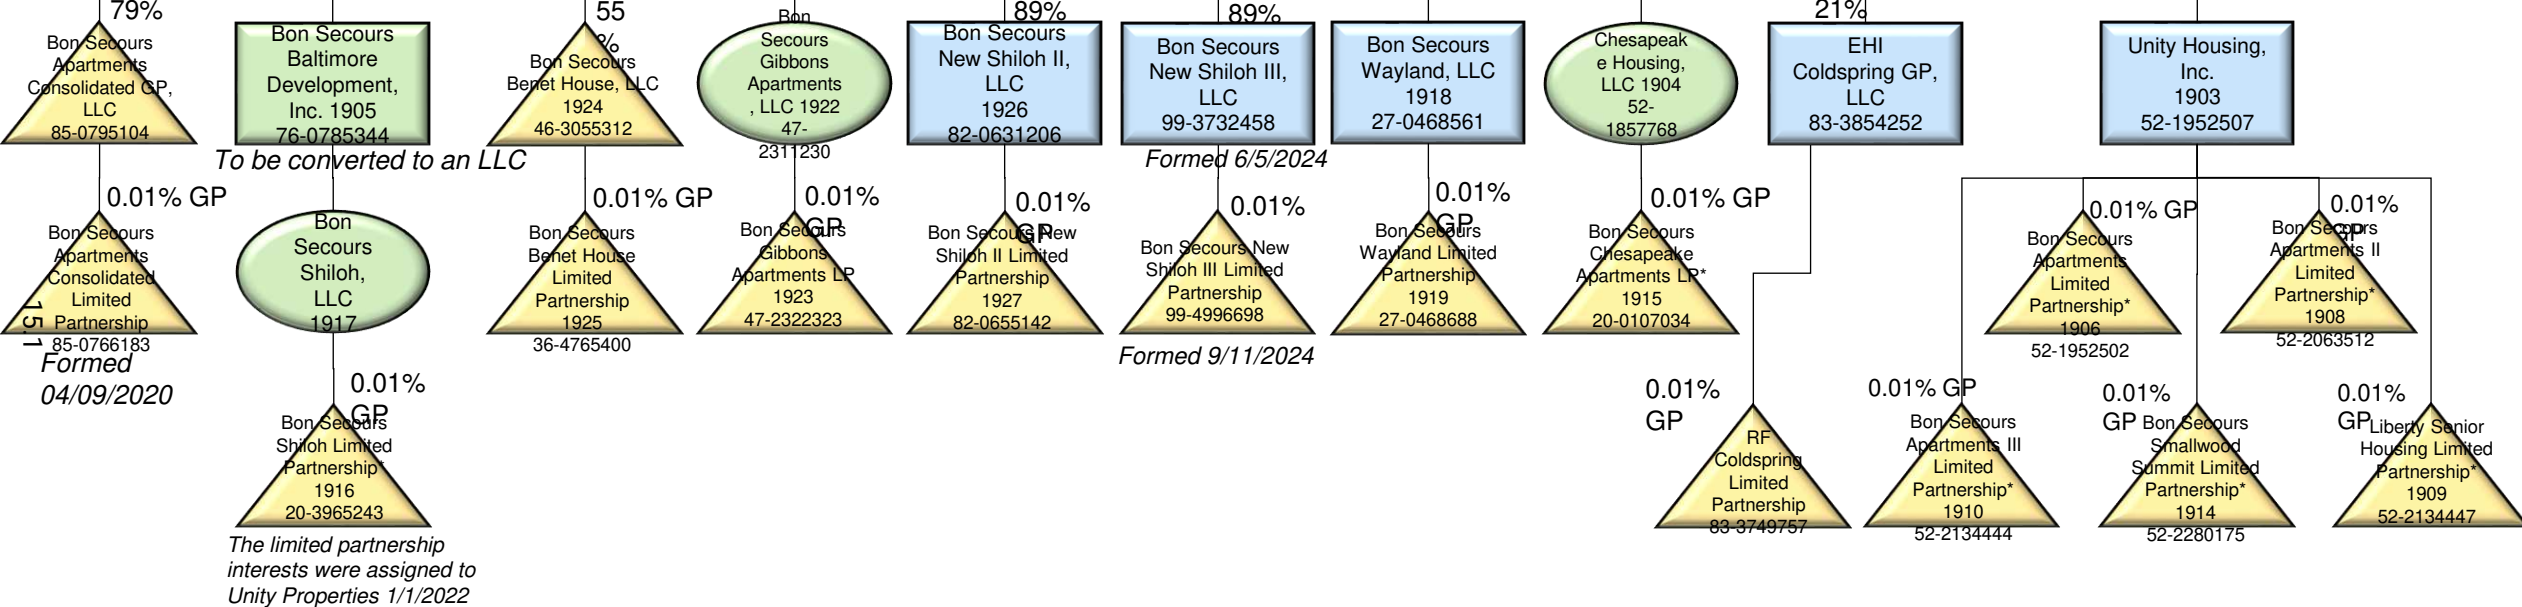 79%
Bon Secours
Apartments
Consolidated GP,
LLC
85-0795104
Bon Secours
Baltimore
Development,
Inc. 1905
76-0785344
To be converted to an LLC
55
%
Bon Secours
Benet House, LLC
1924
46-3055312
Bon
Secours
Gibbons
Apartments
, LLC 1922
47-
2311230
89%
Bon Secours
New Shiloh II,
LLC
1926
82-0631206
89%
Bon Secours
New Shiloh III,
LLC
99-3732458
Formed 6/5/2024
Bon Secours
Wayland, LLC
1918
27-0468561
Chesapeak
e Housing,
LLC 1904
52-
1857768
21%
EHI
Coldspring GP,
LLC
83-3854252
Unity Housing,
Inc.
1903
52-1952507
0.01% GP
Bon Secours
Apartments
Consolidated
Limited
Partnership
85-0766183
15.1
Formed
04/09/2020
Bon
Secours
Shiloh,
LLC
1917
0.01% GP
Bon Secours
Benet House
Limited
Partnership
1925
36-4765400
0.01%
GP
Bon Secours
Gibbons
Apartments LP
1923
47-2322323
0.01%
GP
Bon Secours New
Shiloh II Limited
Partnership
1927
82-0655142
0.01%
Bon Secours New
Shiloh III Limited
Partnership
99-4996698
Formed 9/11/2024
0.01%
GP
Bon Secours
Wayland Limited
Partnership
1919
27-0468688
0.01% GP
Bon Secours
Chesapeake
Apartments LP*
1915
20-0107034
0.01% GP
Bon Secours
Apartments
Limited
Partnership*
1906
52-1952502
0.01%
GP
Bon Secours
Apartments II
Limited
Partnership*
1908
52-2063512
0.01%
GP
Bon Secours
Shiloh Limited
Partnership*
1916
20-3965243
The limited partnership
interests were assigned to
Unity Properties 1/1/2022
0.01%
GP
RF
Coldspring
Limited
Partnership
83-3749757
0.01% GP
Bon Secours
Apartments III
Limited
Partnership*
1910
52-2134444
0.01%
GP
Bon Secours
Smallwood
Summit Limited
Partnership*
1914
52-2280175
0.01%
GP
Liberty Senior
Housing Limited
Partnership*
1909
52-2134447